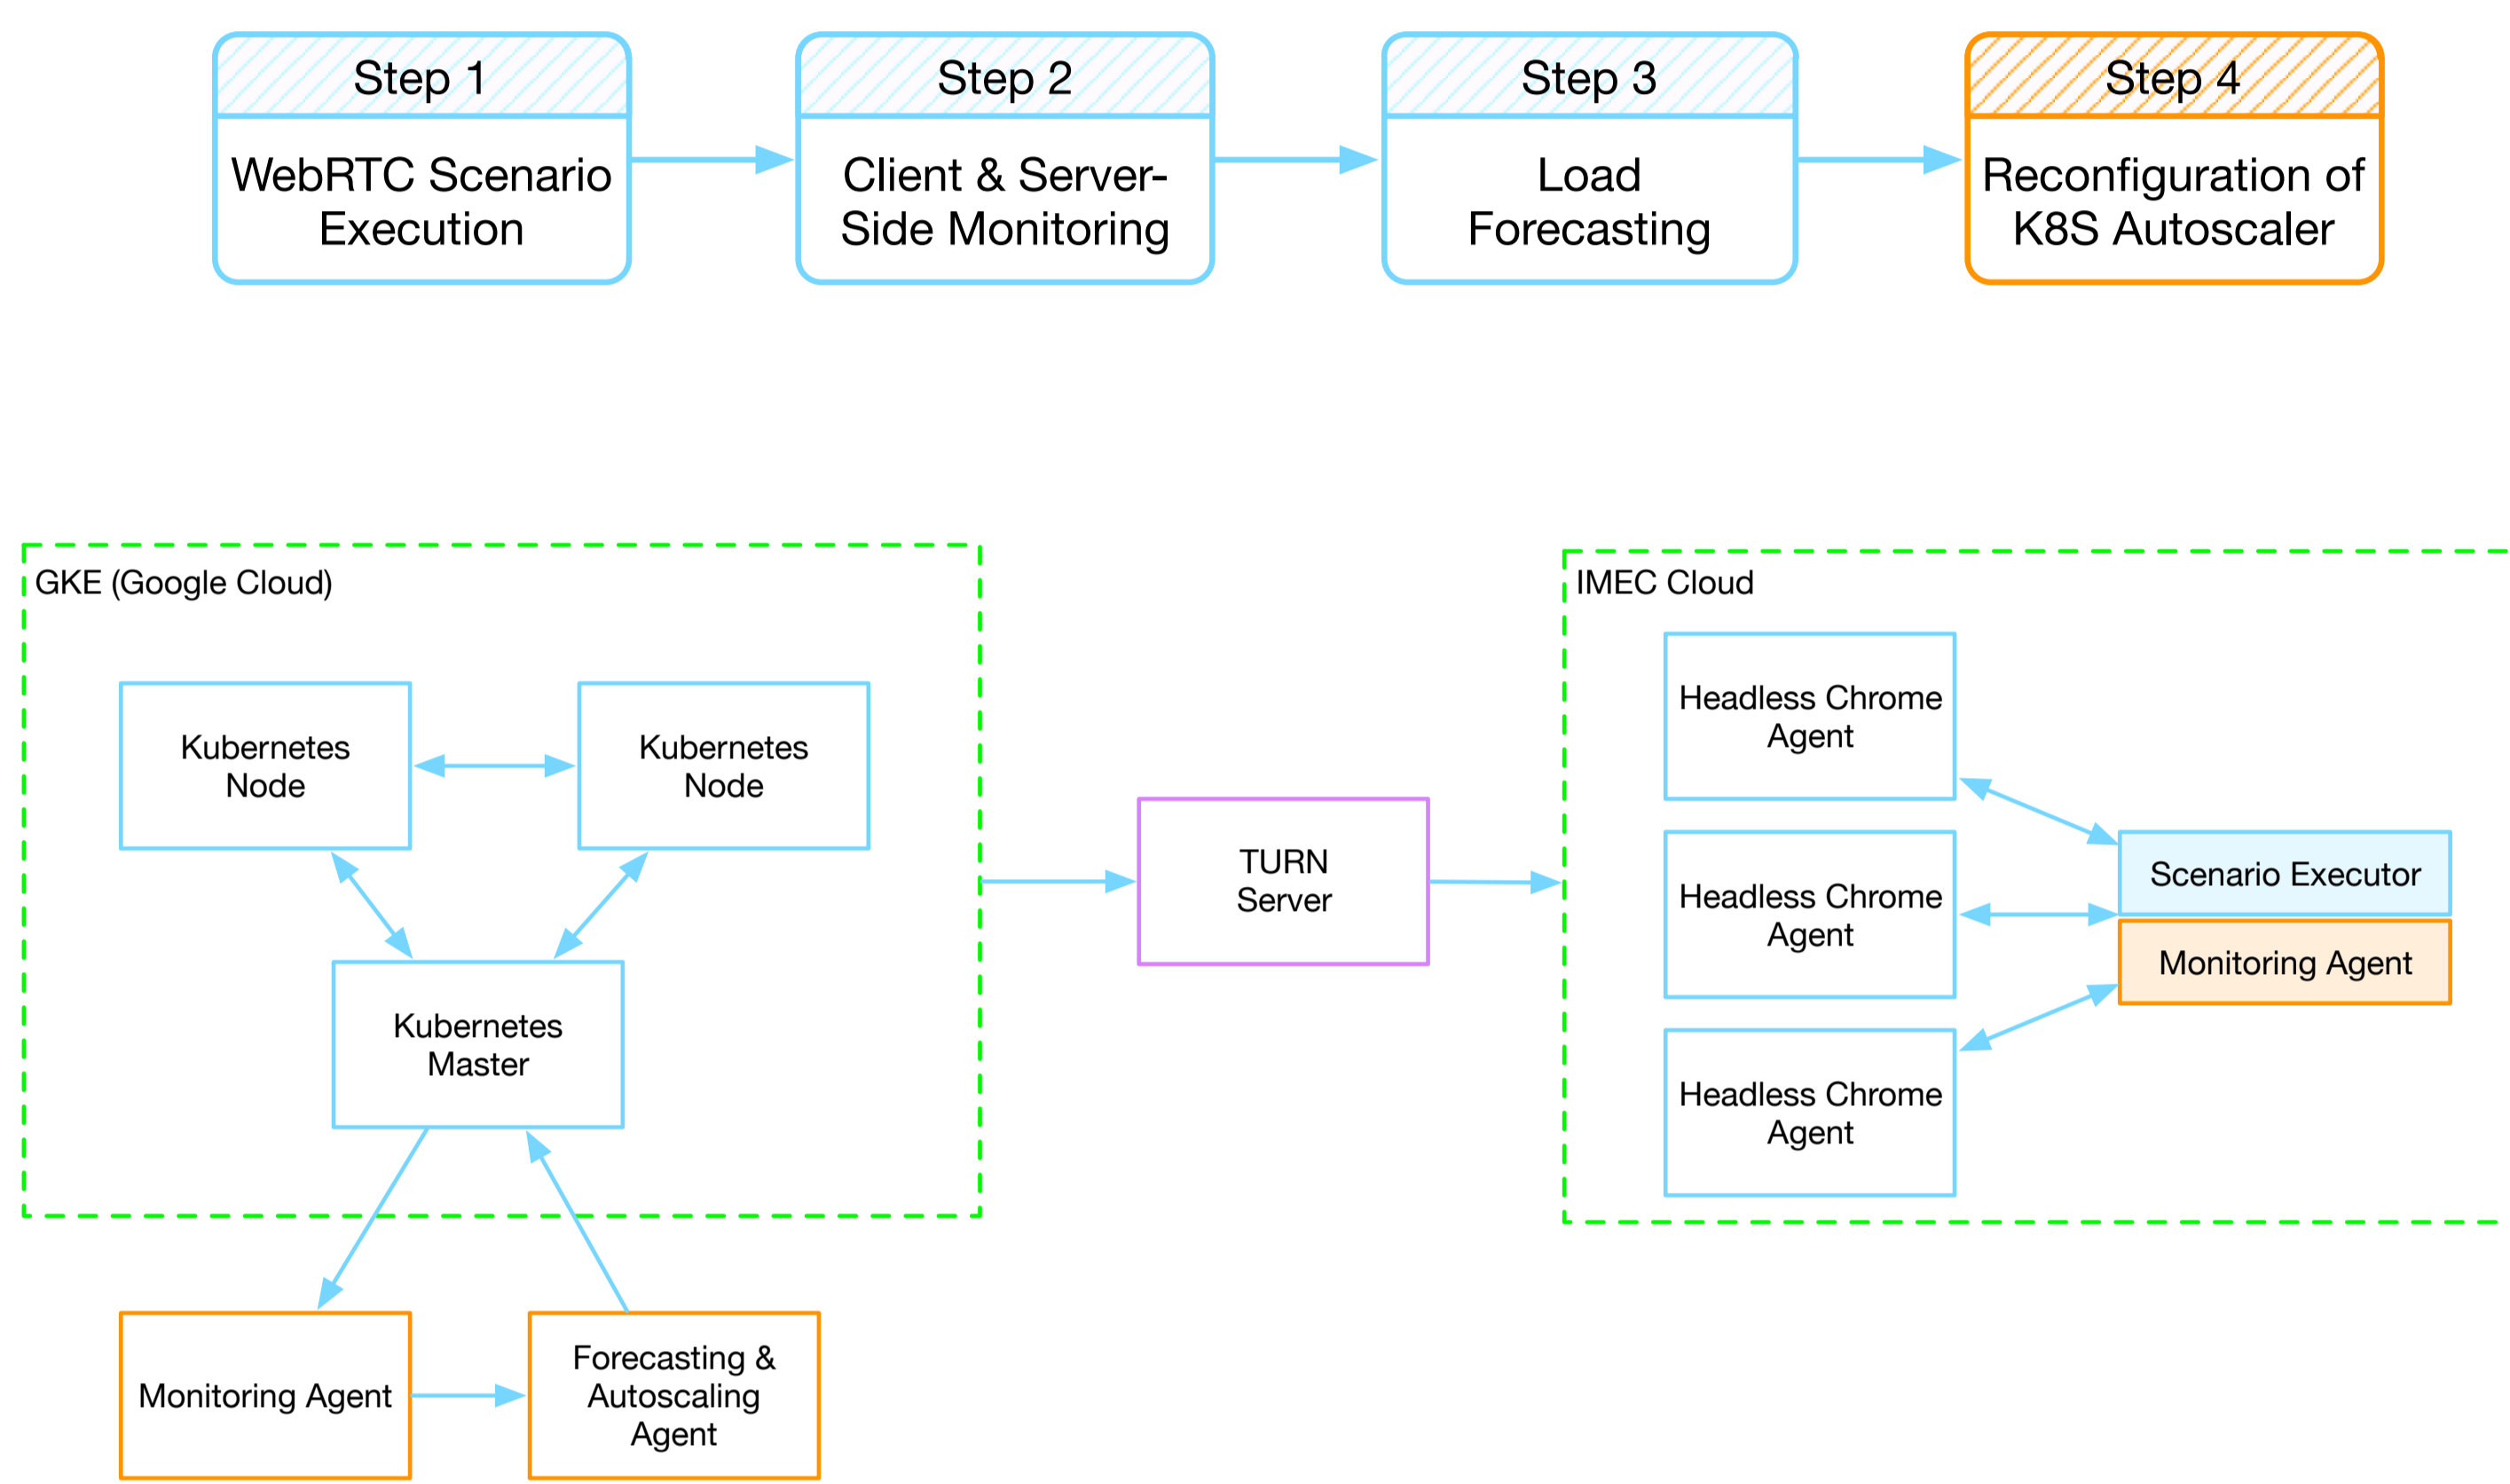 Step 1
WebRTC Scenario
Execution
Step 2
Client & Server-
Side Monitoring
Step 3
Load
Forecasting
Step 4
Reconfiguration of
K8S Autoscaler
GKE (Google Cloud)
Kubernetes
Node
Kubernetes
Node
Kubernetes
Master
Monitoring Agent
Forecasting &
Autoscaling
Agent
TURN
Server
IMEC Cloud
Headless Chrome
Agent
Headless Chrome
Agent
Headless Chrome
Agent
Scenario Executor
Monitoring Agent